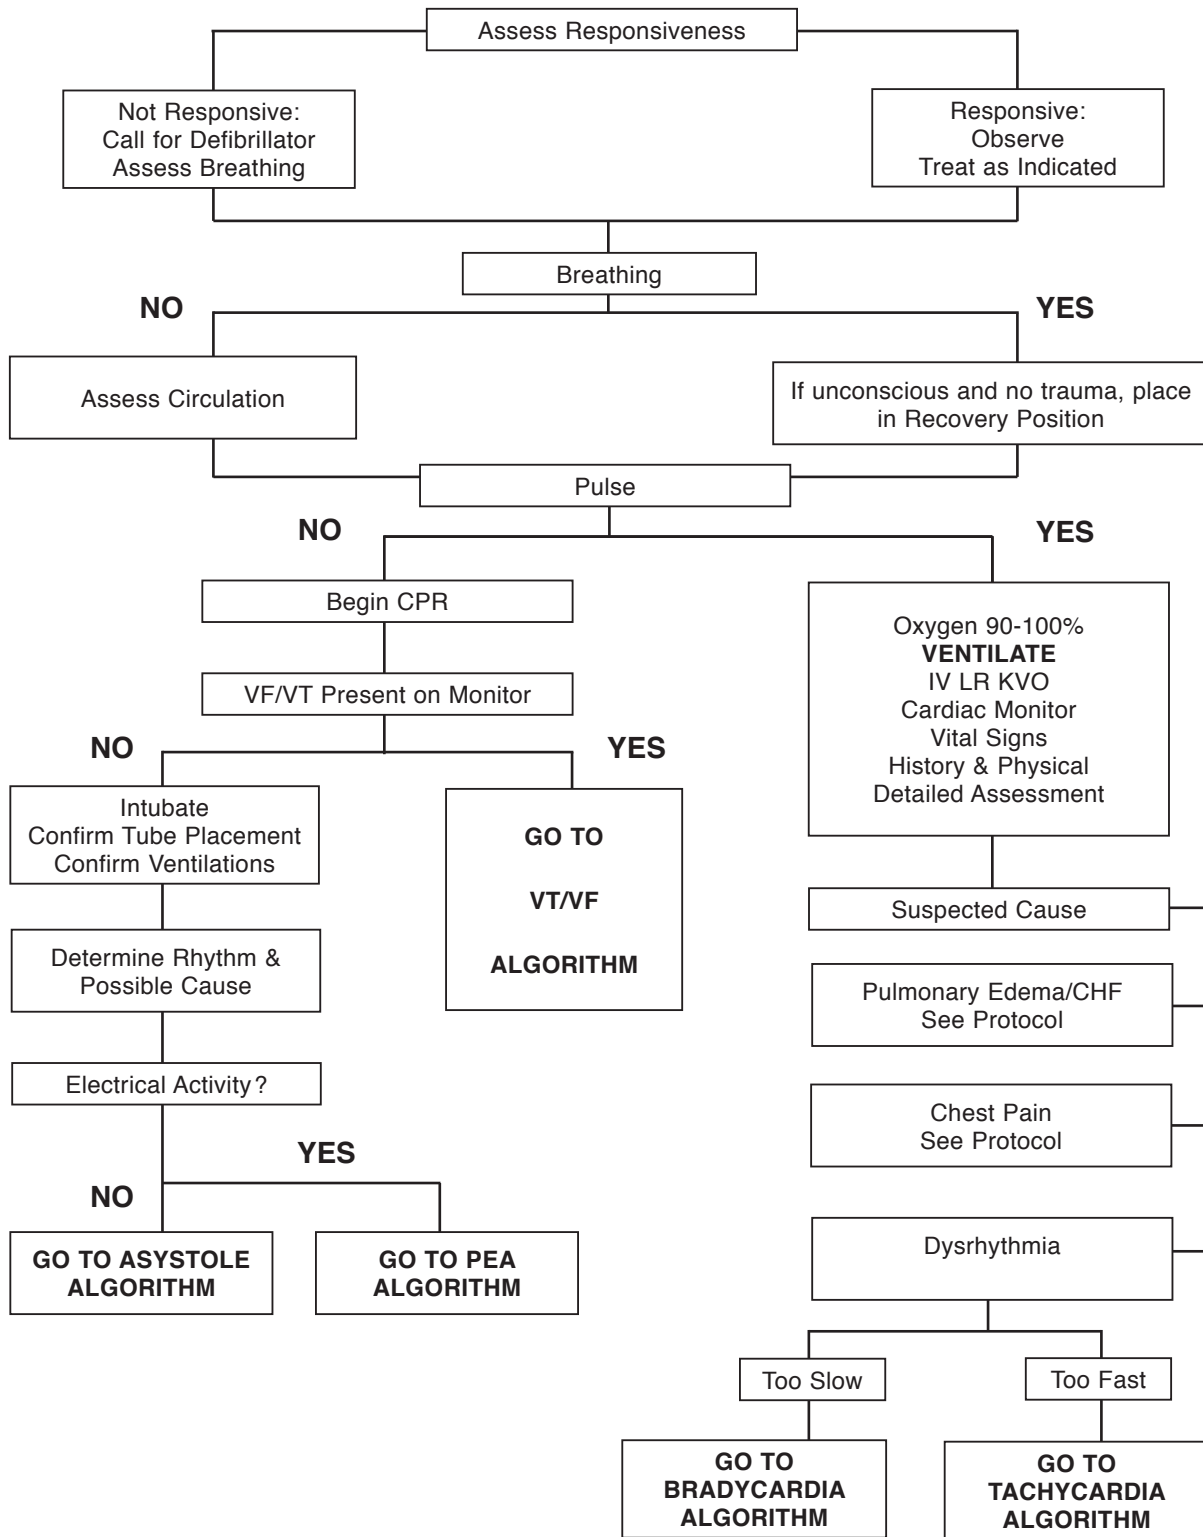 Assess Responsiveness
Not Responsive:
Call for Defibrillator
Assess Breathing
Responsive:
Observe
Treat as Indicated
Breathing
NO
YES
Assess Circulation
If unconscious and no trauma, place
in Recovery Position
Pulse
NO
YES
Begin CPR
VF/VT Present on Monitor
NO
YES
Intubate
Confirm Tube Placement
Confirm Ventilations
GO TO
VT/VF
ALGORITHM
Determine Rhythm &
Possible Cause
Electrical Activity?
YES
NO
GO TO ASYSTOLE
ALGORITHM
GO TO PEA
ALGORITHM
Oxygen 90-100%
VENTILATE
IV LR KVO
Cardiac Monitor
Vital Signs
History & Physical
Detailed Assessment
Suspected Cause
Pulmonary Edema/CHF
See Protocol
Chest Pain
See Protocol
Dysrhythmia
Too Slow
Too Fast
GO TO
BRADYCARDIA
ALGORITHM
GO TO
TACHYCARDIA
ALGORITHM